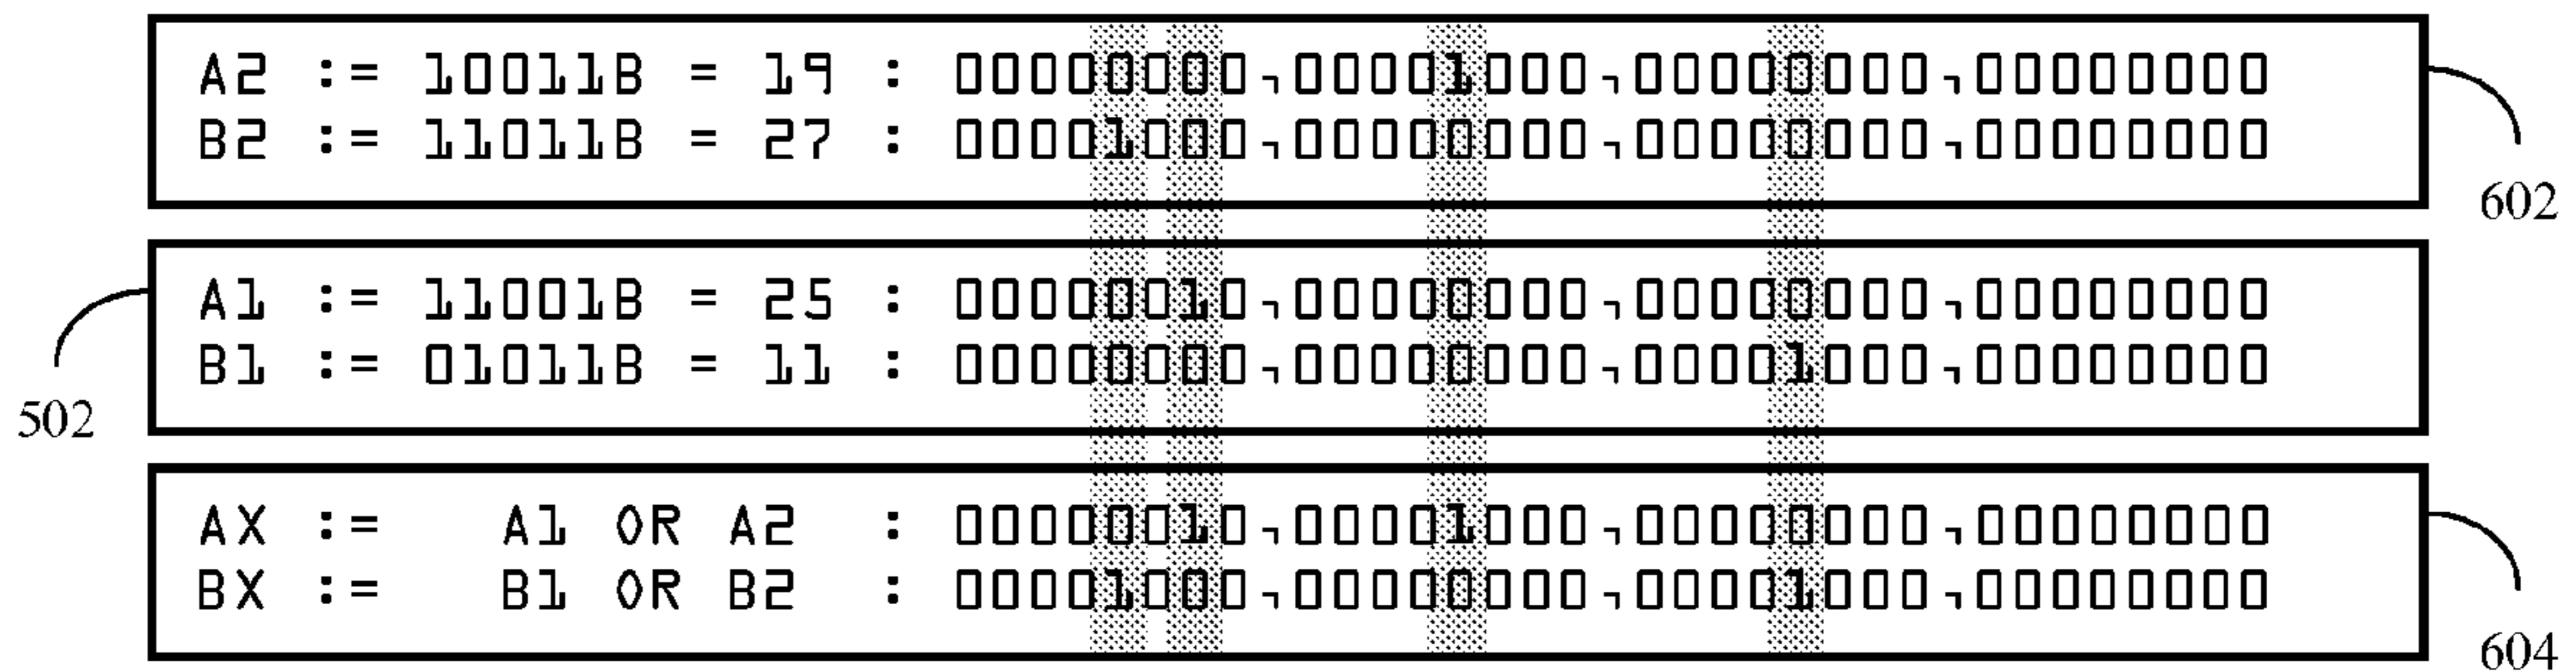 A2 := 10011B = 19 : 00000000,00001000,00000000,00000000
B2 := 11011B = 27 : 00001000,00000000,00000000,00000000
602
A1 := 11001B = 25 : 00000010,00000000,00000000,00000000
B1 := 01011B = 11 : 00000000,00000000,00001000,00000000
502
AX := A1 OR A2 : 00000010,00001000,00000000,00000000
BX := B1 OR B2 : 00001000,00000000,00001000,00000000
604